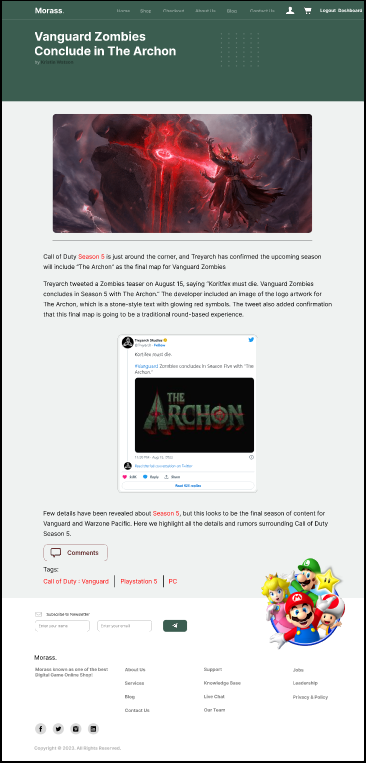 Morass.
Home Shop Checkout About Us Blog Contact Us Logout Dashboard
Vanguard Zombies
Conclude in The Archon
by
Call of Duty Season 5 is just around the corner, and Treyarch has confirmed the upcoming season
will include "The Archon" as the final map for Vanguard Zombies
Treyarch tweeted a Zombies teaser on August 15, saying "Kortifex must die. Vanguard Zombies
concludes in Season 5 with The Archon." The developer included an image of the logo artwork for
The Archon, which is a stone-style text with glowing red symbols. The tweet also added confirmation
that this final map is going to be a traditional round-based experience.
Treyarch Studios
Follow
Kortifex must die.
#Vanguard Zombies concludes in Season Five with "The
Archon."
THE
ARCHON
Read the full conversation on Twitter
Reply Share
Few details have been revealed about Season 5, but this looks to be the final season of content for
Vanguard and Warzone Pacific. Here we highlight all the details and rumors surrounding Call of Duty
Season 5.
Comments
Tags:
Call of Duty : Vanguard Playstation 5 PC
Subscribe to Newsletter
Enter your name Enter your email
Morass.
Morass known as one of the best
Digital Game Online Shop!
About Us Support Jobs
Services Knowledge Base Leadership
Blog Live Chat Privacy & Policy
Contact Us Our Team
Copyright © 2023. All Rights Reserved.